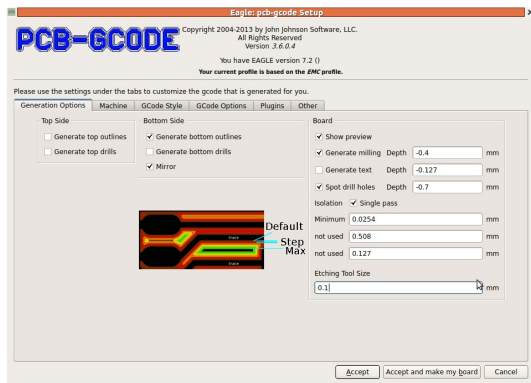 Eagle: pcb-gcode Setup
PCB-GCODE
Copyright 2004-2013 by John Johnson Software, LLC.
All Rights Reserved
Version 3.6.0.4
You have EAGLE version 7.2 ()
Your current profile is based on the EMC profile.
Please use the settings under the tabs to customize the gcode that is generated for you.
Generation Options Machine GCode Style GCode Options Plugins Other
Top Side
Generate top outlines
Generate top drills
Bottom Side
Generate bottom outlines
Generate bottom drills
Mirror
trace
trace
Default
Step
Max
Board
Show preview
Generate milling Depth -0.4 mm
Generate text Depth -0.127 mm
Spot drill holes Depth -0.7 mm
Isolation Single pass
Minimum 0.0254 mm
not used 0.508 mm
not used 0.127 mm
Etching Tool Size
0.1 mm
Accept Accept and make my board Cancel